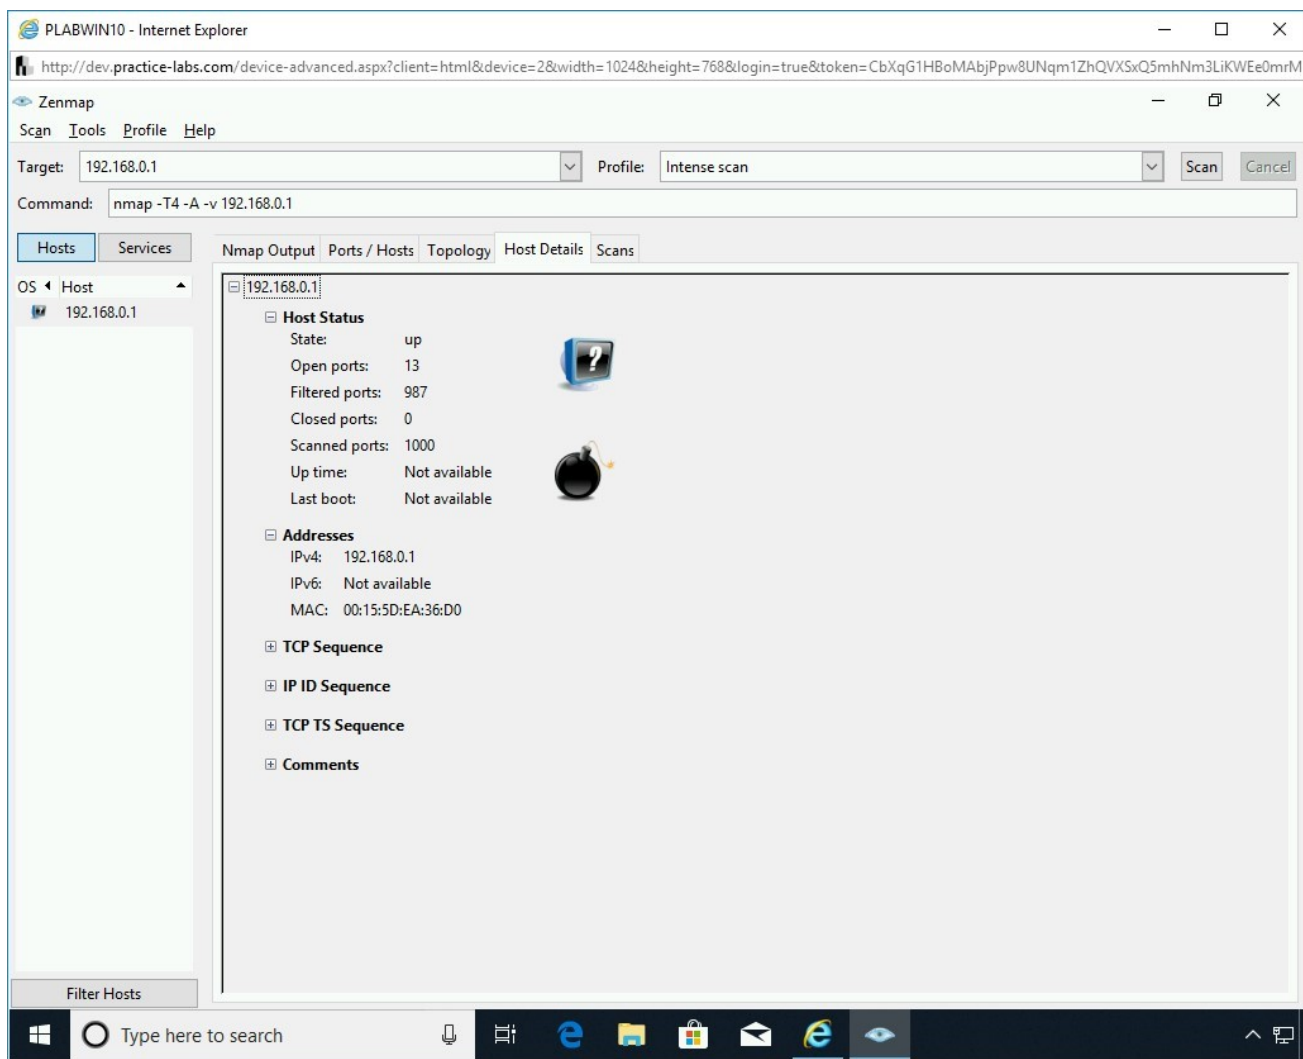 PLABWIN10 - Internet Explorer
http://dev.practice-labs.com/device-advanced.aspx?client=html&device=2&width=1024&height=768&login=true&token=CbXqG1HBoMAbjPpw8UNqm1ZhQVXSxQ5mhNm3LiKWEe0mrM
Zenmap
Scan Tools Profile Help
Target: 192.168.0.1 Profile: Intense scan Scan Cancel
Command: nmap -T4 -A -v 192.168.0.1
Hosts Services Nmap Output Ports / Hosts Topology Host Details Scans
OS Host
192.168.0.1
192.168.0.1
Host Status
State: up
Open ports: 13
Filtered ports: 987
Closed ports: 0
Scanned ports: 1000
Up time: Not available
Last boot: Not available
?
Addresses
IPv4: 192.168.0.1
IPv6: Not available
MAC: 00:15:5D:EA:36:D0
TCP Sequence
IP ID Sequence
TCP TS Sequence
Comments
Filter Hosts
Type here to search